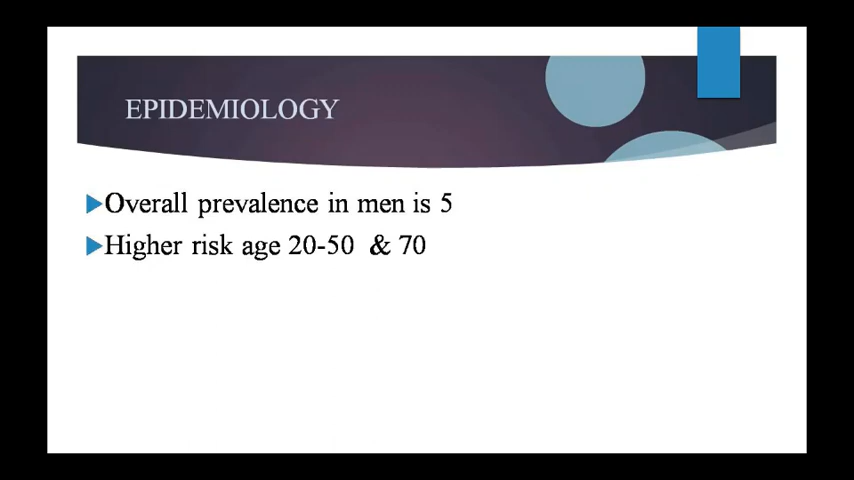 EPIDEMIOLOGY
Overall prevalence in men is 5
Higher risk age 20-50 & 70